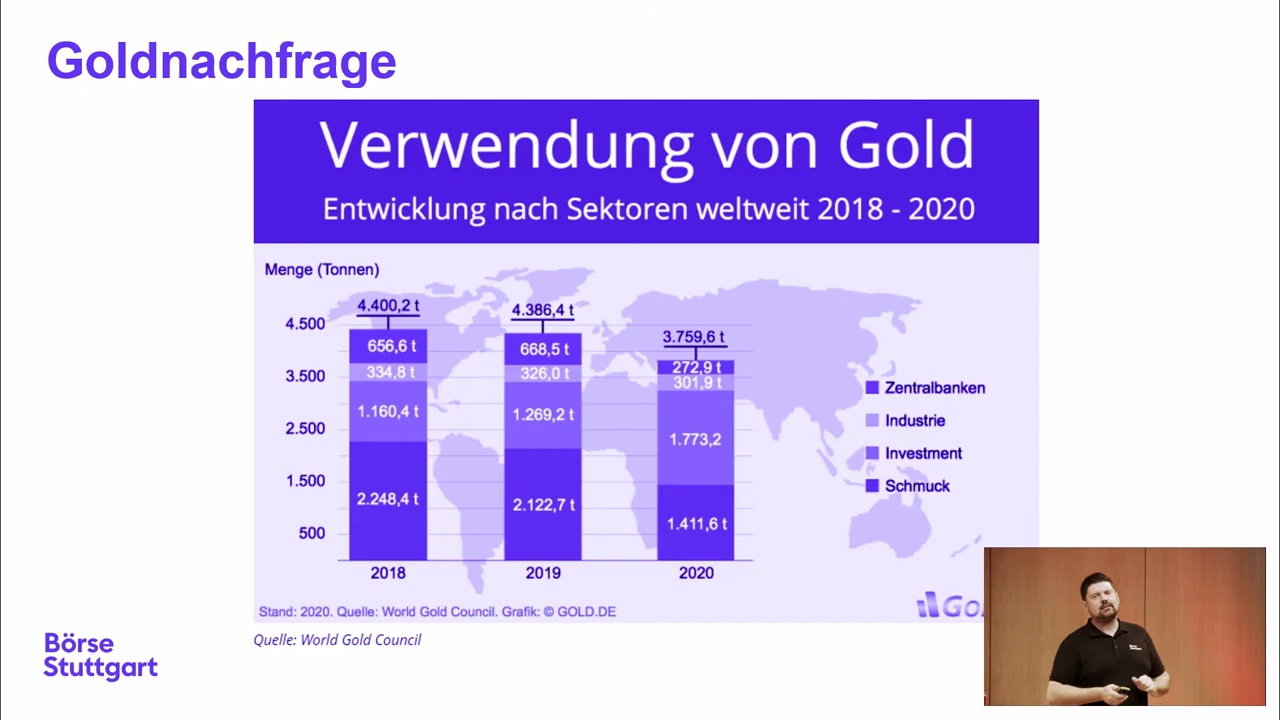 Goldnachfrage
Verwendung von Gold
Entwicklung nach Sektoren weltweit 2018 - 2020
Menge (Tonnen)
4.400,2 t
4.386,4 t
3.759,6 t
4.500
656,6 t
668,5 t
272,9 t
3.500
334,8 t
326,0 t
301,9 t
Zentralbanken
1.160,4 t
1.269,2 t
Industrie
2.500
1.773,2
Investment
1.500
2.248,4 t
2.122,7 t
1.411,6 t
Schmuck
500
2018
2019
2020
Stand: 2020. Quelle: World Gold Council. Grafik: © GOLD.DE
Quelle: World Gold Council
Börse
Stuttgart